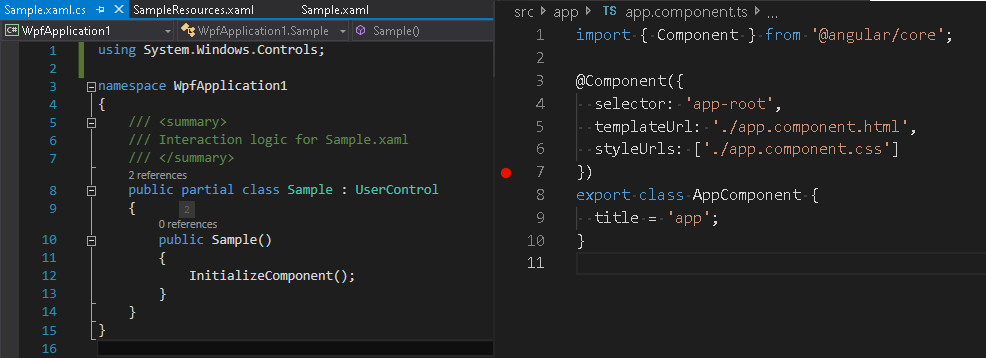 Sample.xaml.cs SampleResources.xaml Sample.xaml
C# WpfApplication1 WpfApplication1.Sample Sample()
1 using System.Windows.Controls;
2
3 namespace WpfApplication1
4 {
5 /// <summary>
6 /// Interaction logic for Sample.xaml
7 /// </summary>
2 references
8 public partial class Sample : UserControl
9 {
2
0 references
10 public Sample()
11 {
12 InitializeComponent();
13 }
14 }
15 }
16
src > app > TS app.component.ts > ...
1 import { Component } from '@angular/core';
2
3 @Component({
4 selector: 'app-root',
5 templateUrl: './app.component.html',
6 styleUrls: ['./app.component.css']
7 })
8 export class AppComponent {
9 title = 'app';
10 }
11